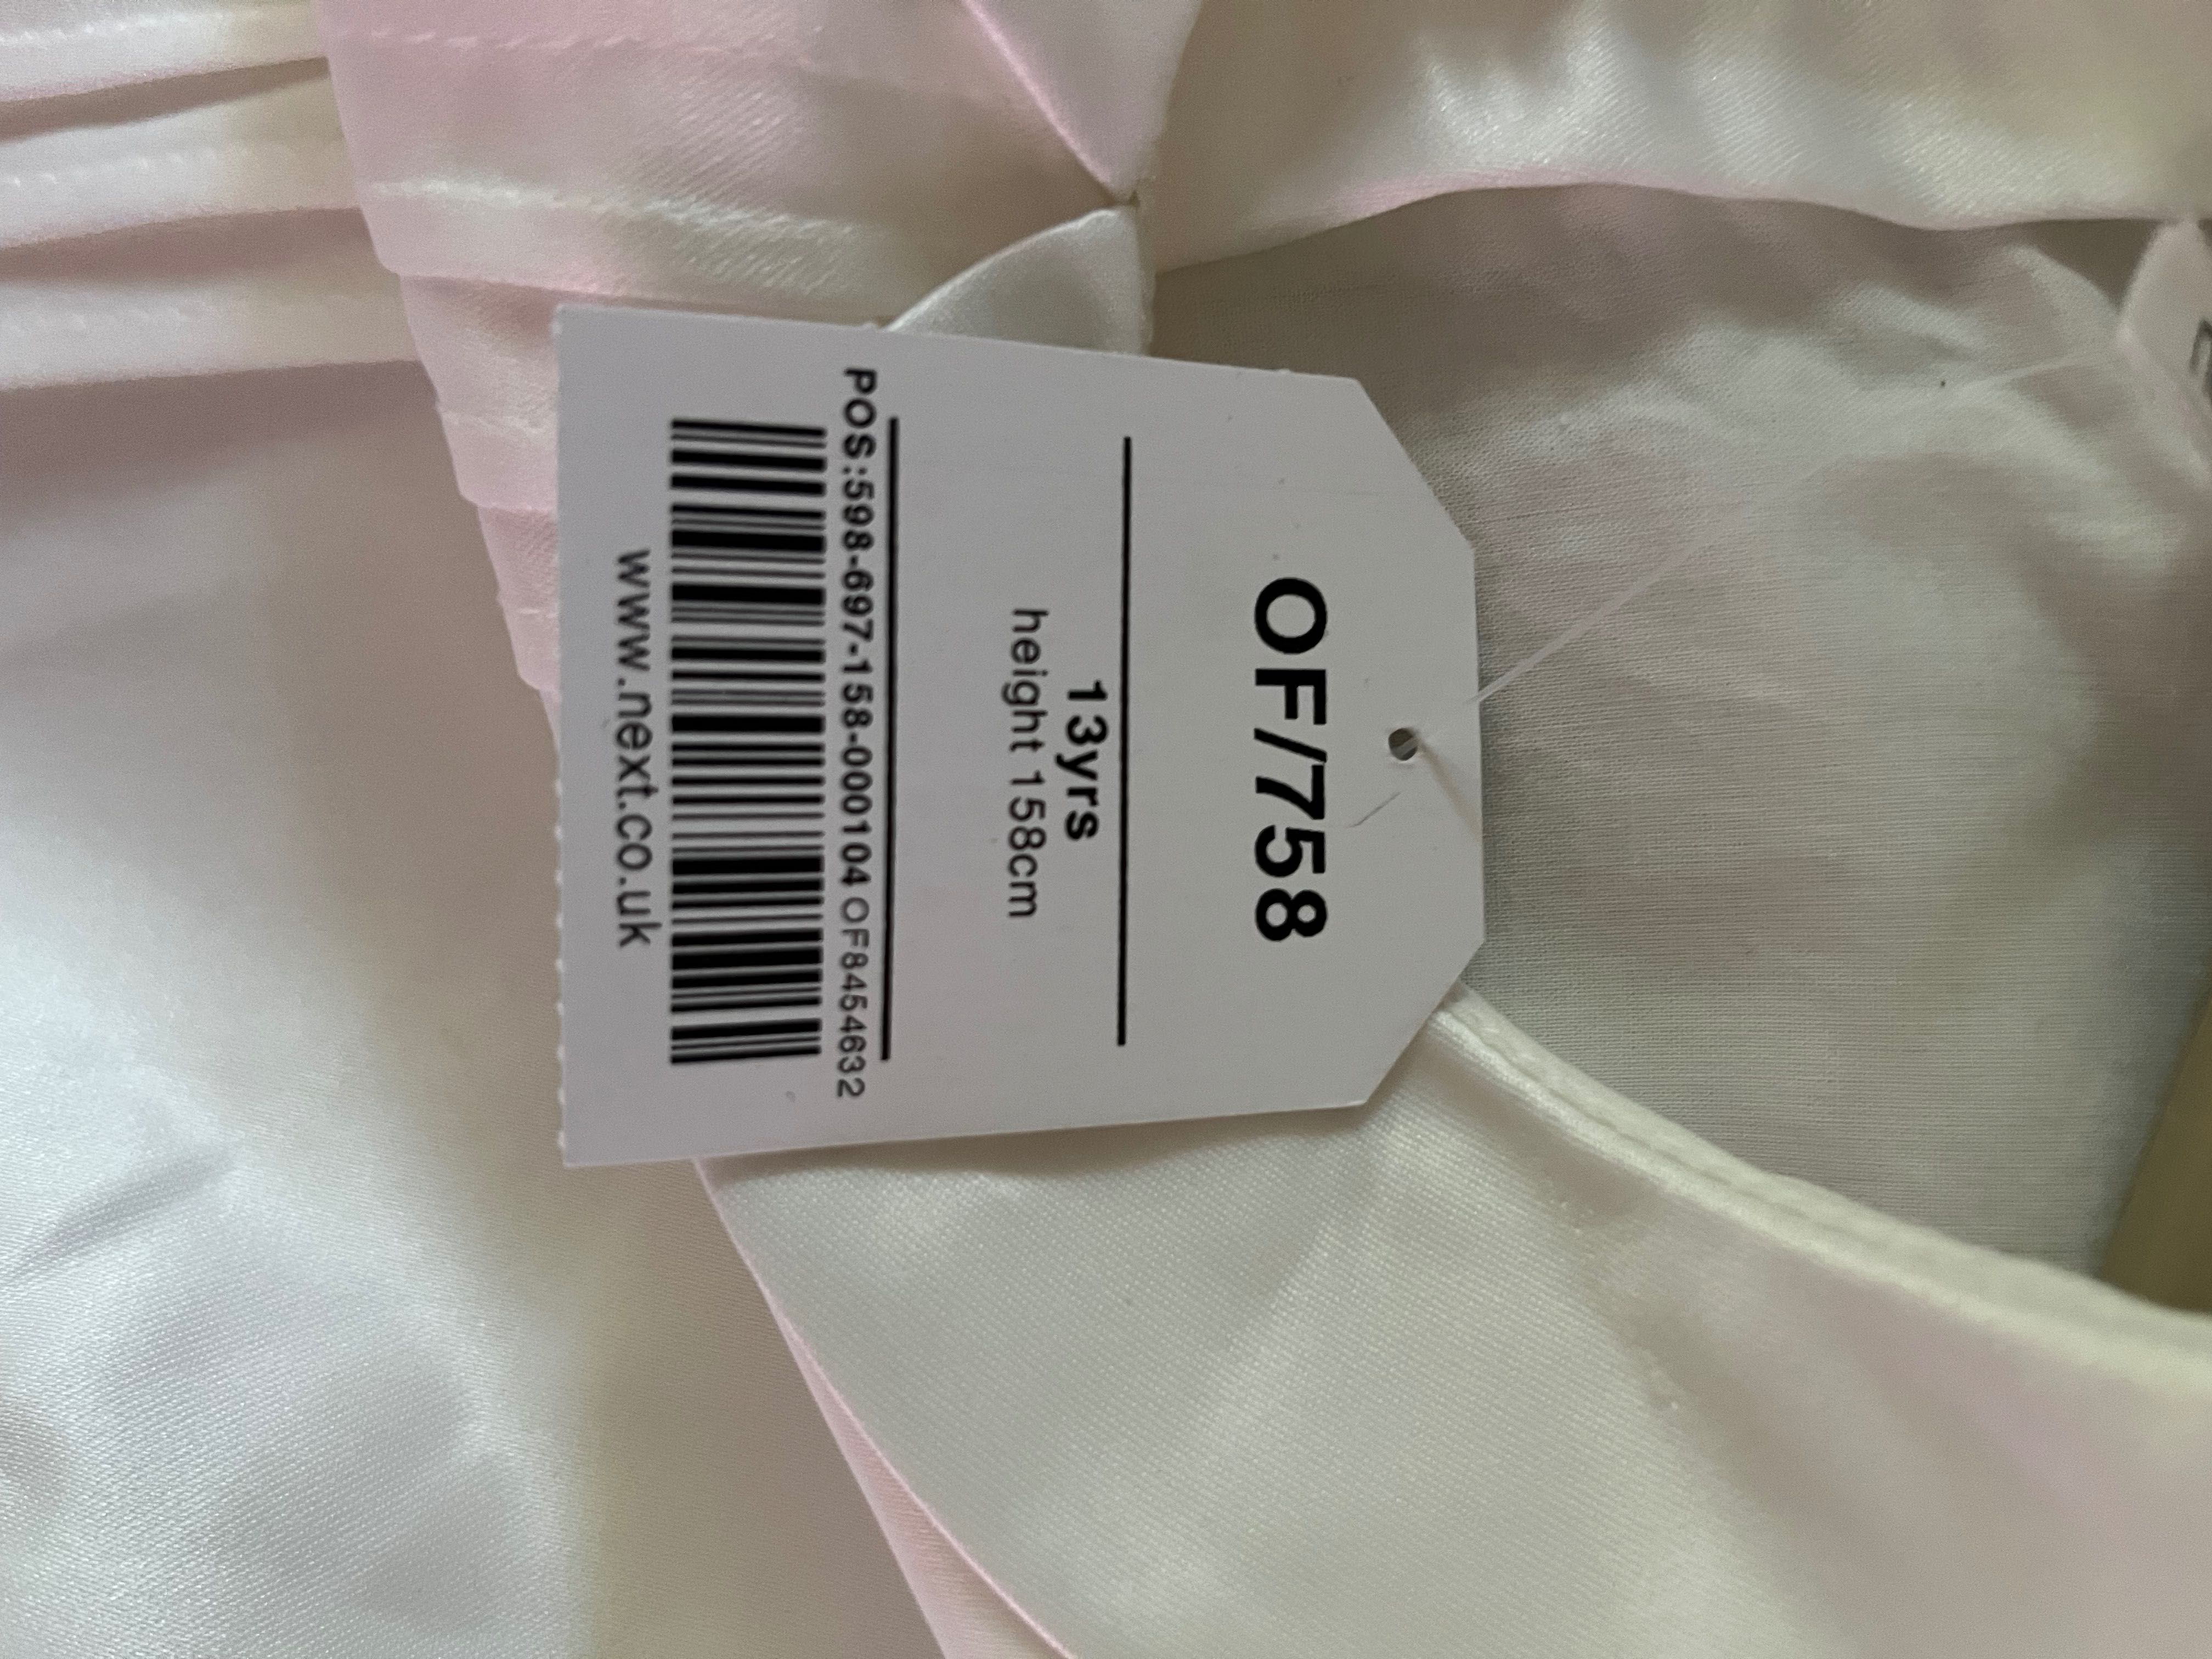 OF/758
13yrs
height 158cm
POS:598-697-158-000104 OF8454632
www.next.co.uk